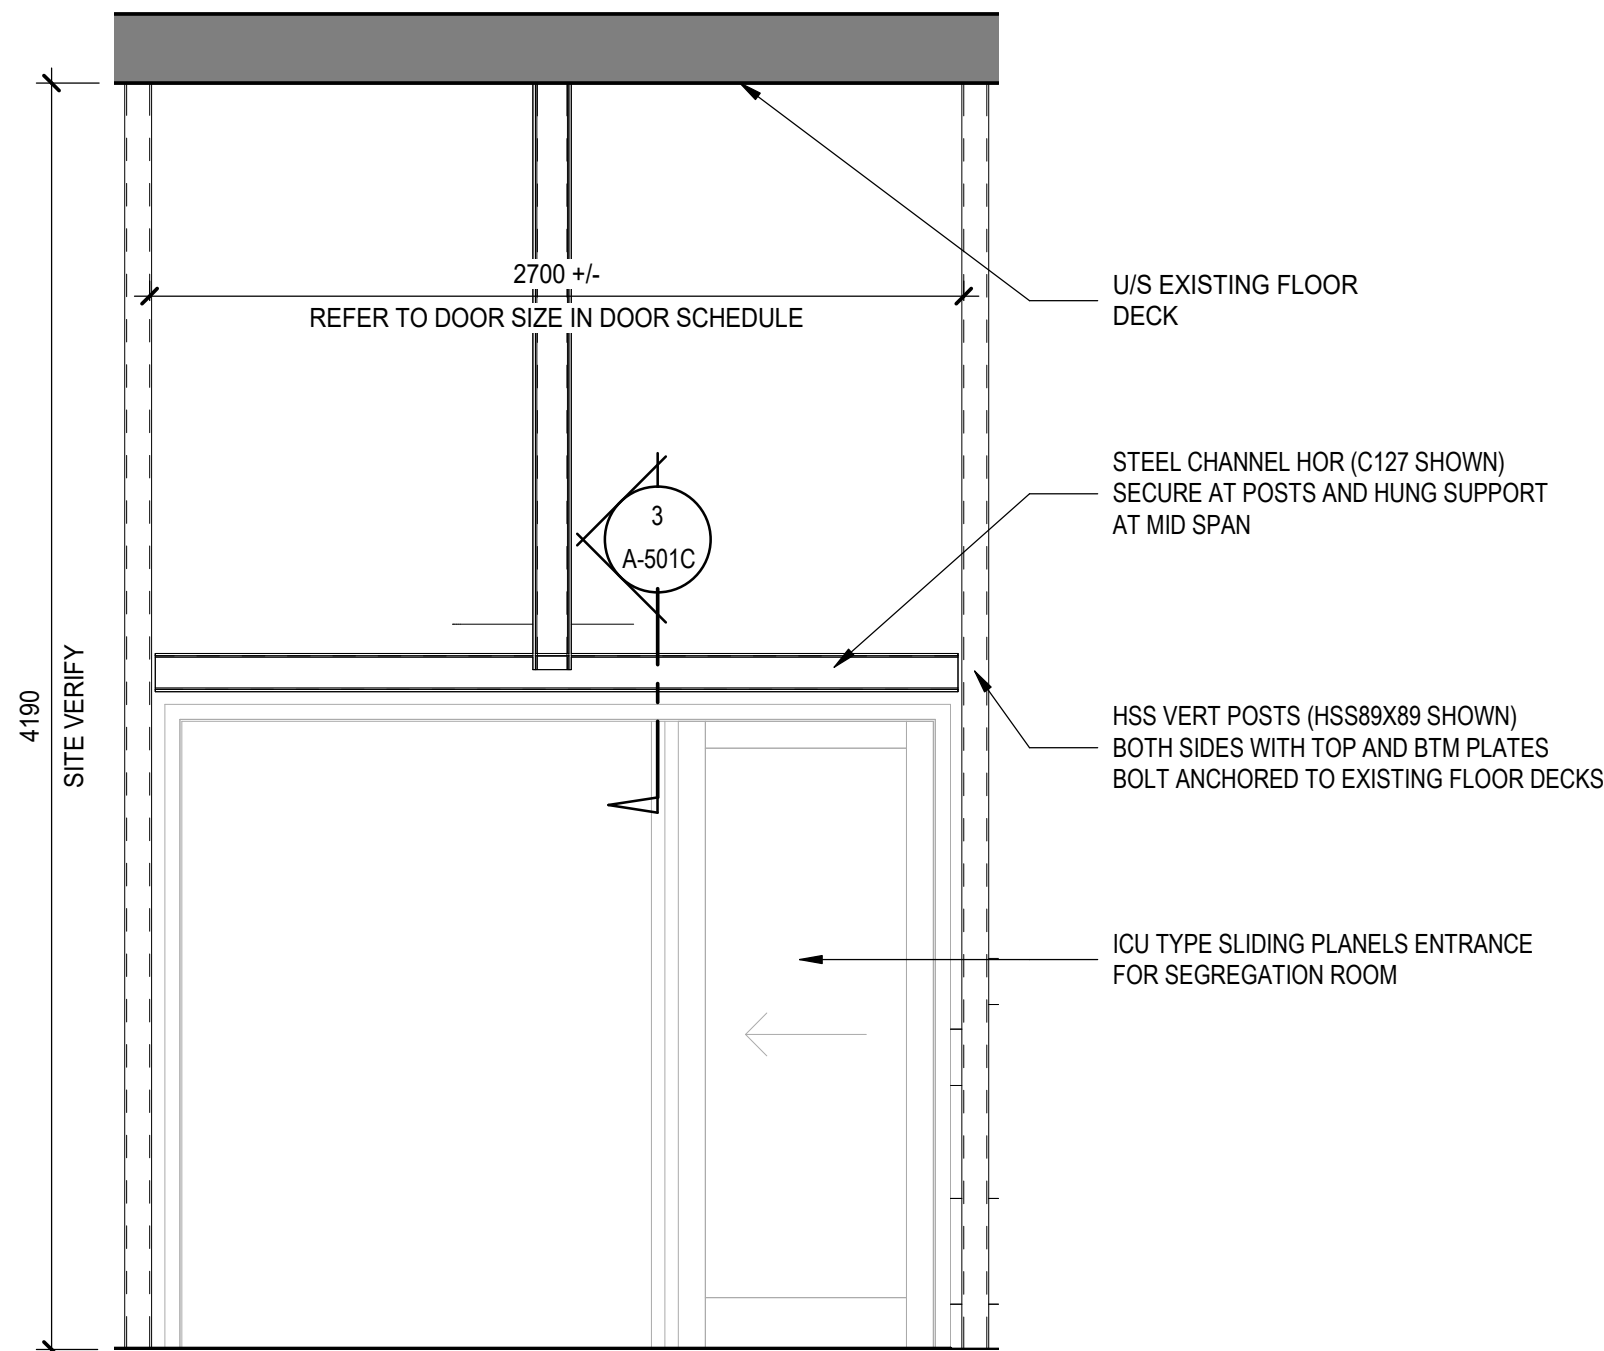 2700 +/-
REFER TO DOOR SIZE IN DOOR SCHEDULE
U/S EXISTING FLOOR
DECK
STEEL CHANNEL HOR (C127 SHOWN)
SECURE AT POSTS AND HUNG SUPPORT
AT MID SPAN
3
A-501C
4190
SITE VERIFY
HSS VERT POSTS (HSS89X89 SHOWN)
BOTH SIDES WITH TOP AND BTM PLATES
BOLT ANCHORED TO EXISTING FLOOR DECKS
ICU TYPE SLIDING PLANELS ENTRANCE
FOR SEGREGATION ROOM